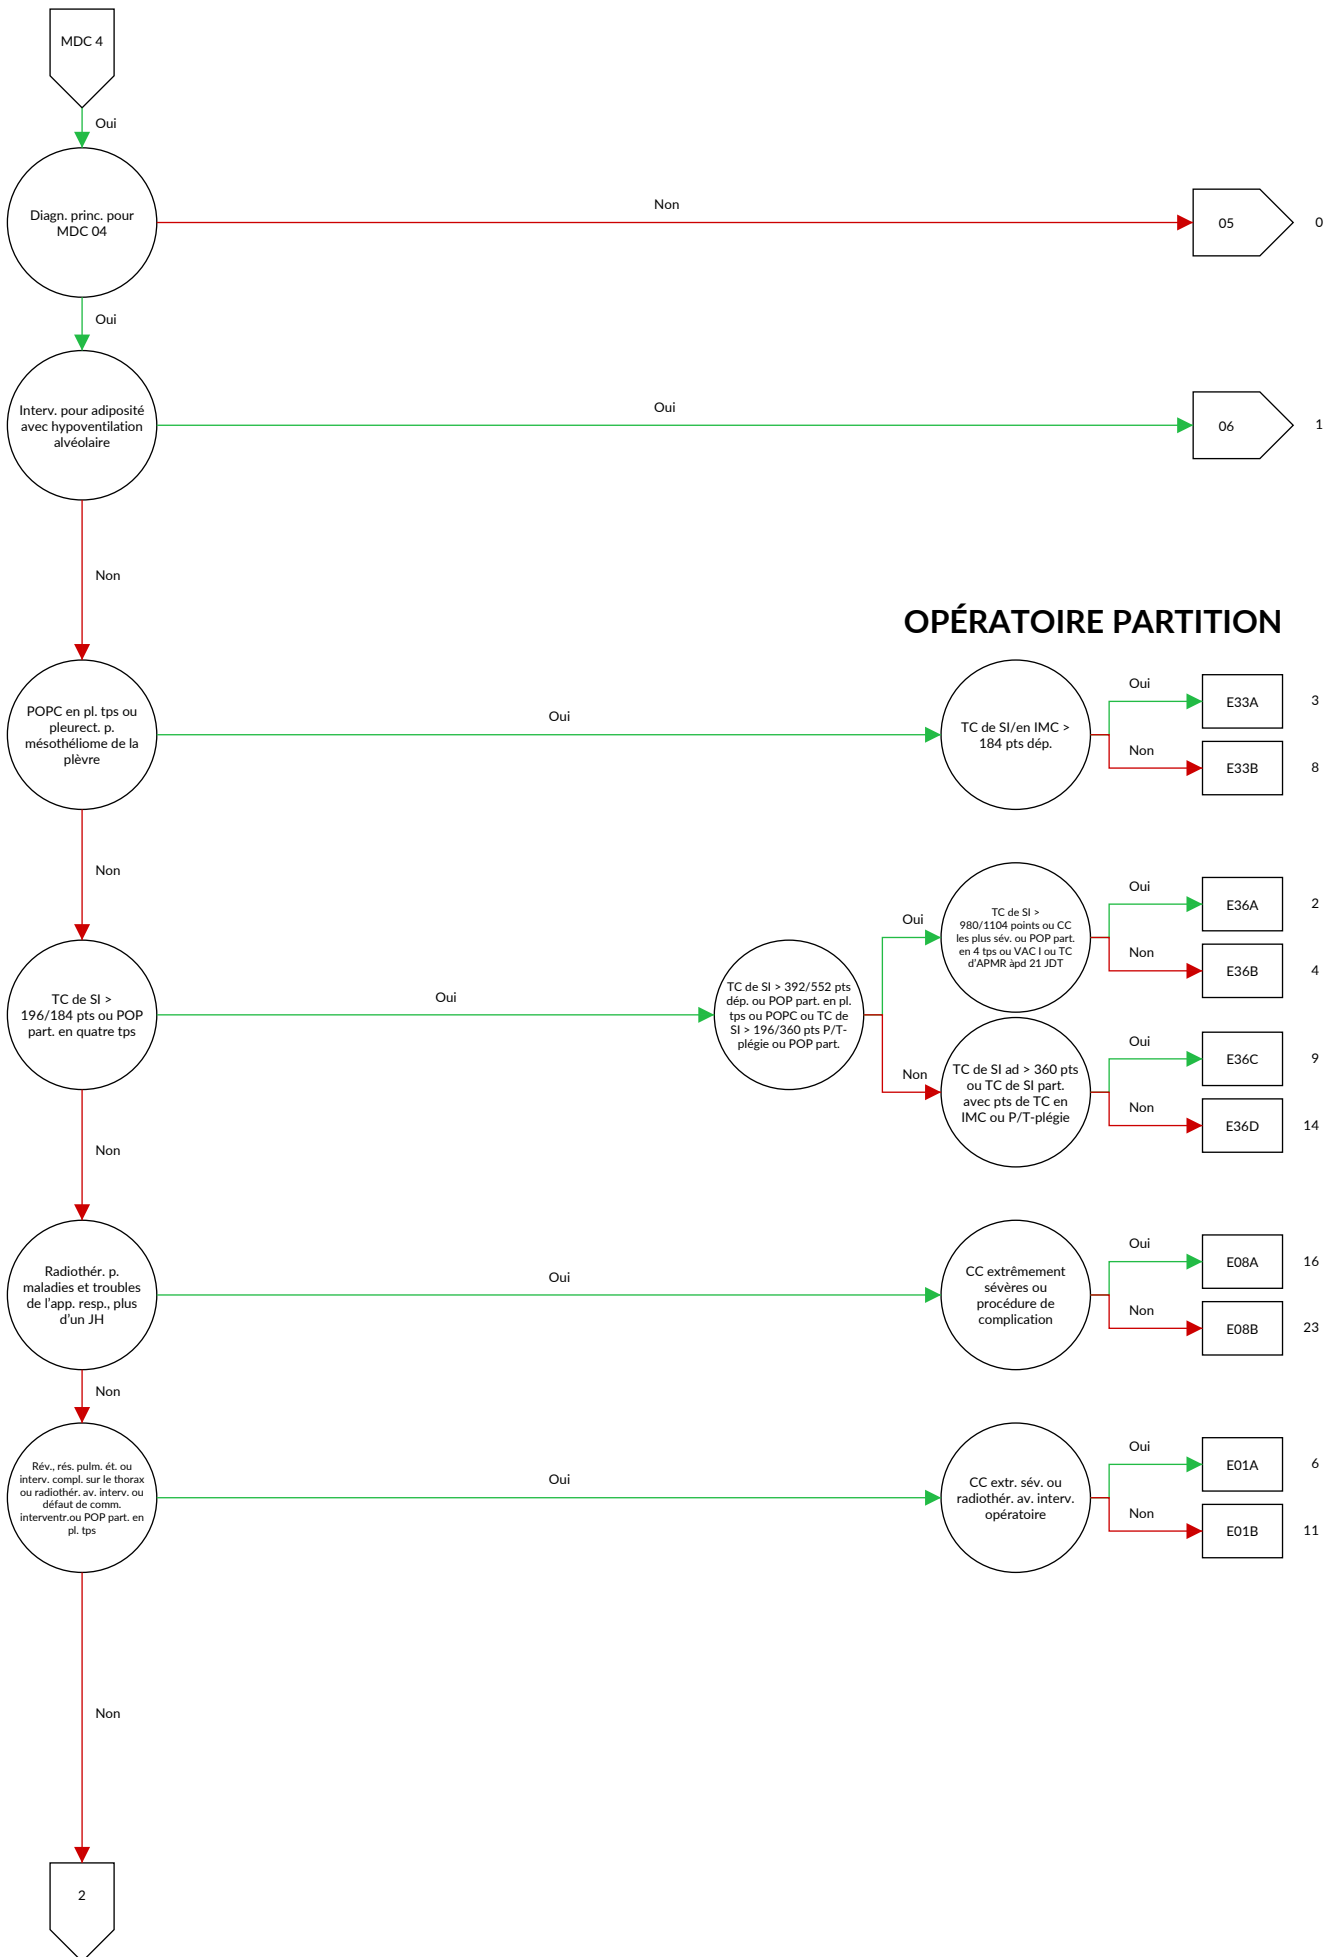 MDC 4
Oui
Diagn. princ. pour
MDC 04
Non
05
0
Oui
Interv. pour adiposité
avec hypoventilation
alvéolaire
Oui
06
1
Non
OPÉRATOIRE PARTITION
POPC en pl. tps ou
pleurect. p.
mésothéliome de la
plèvre
Oui
TC de SI/en IMC >
184 pts dép.
Oui
E33A
3
Non
E33B
8
Non
TC de SI >
196/184 pts ou POP
part. en quatre tps
Oui
TC de SI > 392/552 pts
dép. ou POP part. en pl.
tps ou POPC ou TC de
SI > 196/360 pts P/T-
plégie ou POP part.
Oui
TC de SI >
980/1104 points ou CC
les plus sév. ou POP part.
en 4 tps ou VAC I ou TC
d'APMR àpd 21 JDT
Oui
E36A
2
Non
E36B
4
Non
TC de SI ad > 360 pts
ou TC de SI part.
avec pts de TC en
IMC ou P/T-plégie
Oui
E36C
9
Non
E36D
14
Non
Radiothér. p.
maladies et troubles
de l'app. resp., plus
d'un JH
Oui
CC extrêmement
sévères ou
procédure de
complication
Oui
E08A
16
Non
E08B
23
Non
Rév., rés. pulm. ét. ou
interv. compl. sur le thorax
ou radiothér. av. interv. ou
défaut de comm.
interventr.ou POP part. en
pl. tps
Oui
CC extr. sév. ou
radiothér. av. interv.
opératoire
Oui
E01A
6
Non
E01B
11
Non
2